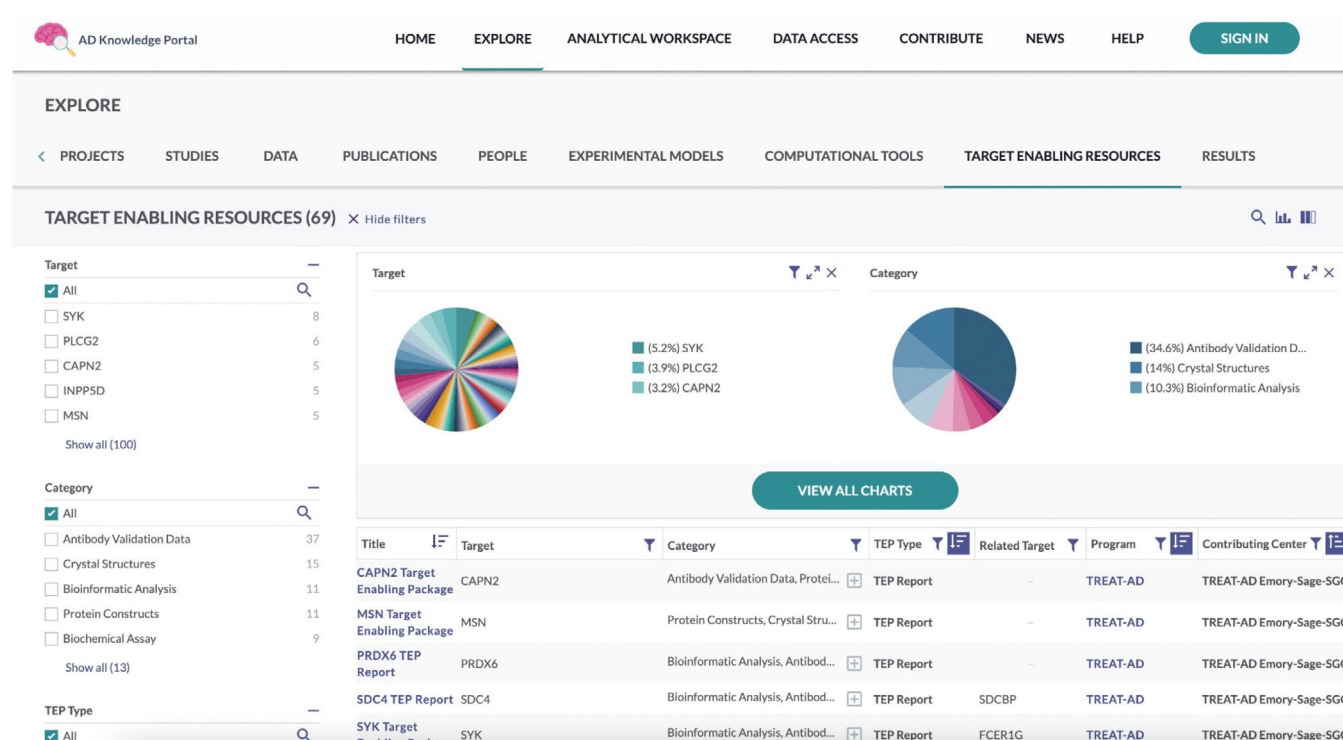 AD Knowledge Portal
HOME EXPLORE ANALYTICAL WORKSPACE DATA ACCESS CONTRIBUTE NEWS HELP SIGN IN
EXPLORE
PROJECTS STUDIES DATA PUBLICATIONS PEOPLE EXPERIMENTAL MODELS COMPUTATIONAL TOOLS TARGET ENABLING RESOURCES RESULTS
TARGET ENABLING RESOURCES (69) Hide filters
Target
All
SYK 8
PLCG2 6
CAPN2 5
INPP5D 5
MSN 5
Show all (100)
Category
All
Antibody Validation Data 37
Crystal Structures 15
Bioinformatic Analysis 11
Protein Constructs 11
Biochemical Assay 9
Show all (13)
TEP Type
All
Target
(5.2%) SYK
(3.9%) PLCG2
(3.2%) CAPN2
Category
(34.6%) Antibody Validation D...
(14%) Crystal Structures
(10.3%) Bioinformatic Analysis
VIEW ALL CHARTS
Title Target Category TEP Type Related Target Program Contributing Center
CAPN2 Target
Enabling Package CAPN2 Antibody Validation Data, Protei... TEP Report – TREAT-AD TREAT-AD Emory-Sage-SG
MSN Target
Enabling Package MSN Protein Constructs, Crystal Stru... TEP Report – TREAT-AD TREAT-AD Emory-Sage-SG
PRDX6 TEP
Report PRDX6 Bioinformatic Analysis, Antibod... TEP Report – TREAT-AD TREAT-AD Emory-Sage-SG
SDC4 TEP Report SDC4 Bioinformatic Analysis, Antibod... TEP Report SDCBP TREAT-AD TREAT-AD Emory-Sage-SG
SYK Target
SYK Bioinformatic Analysis, Antibod... TEP Report FCER1G TREAT-AD TREAT-AD Emory-Sage-SG